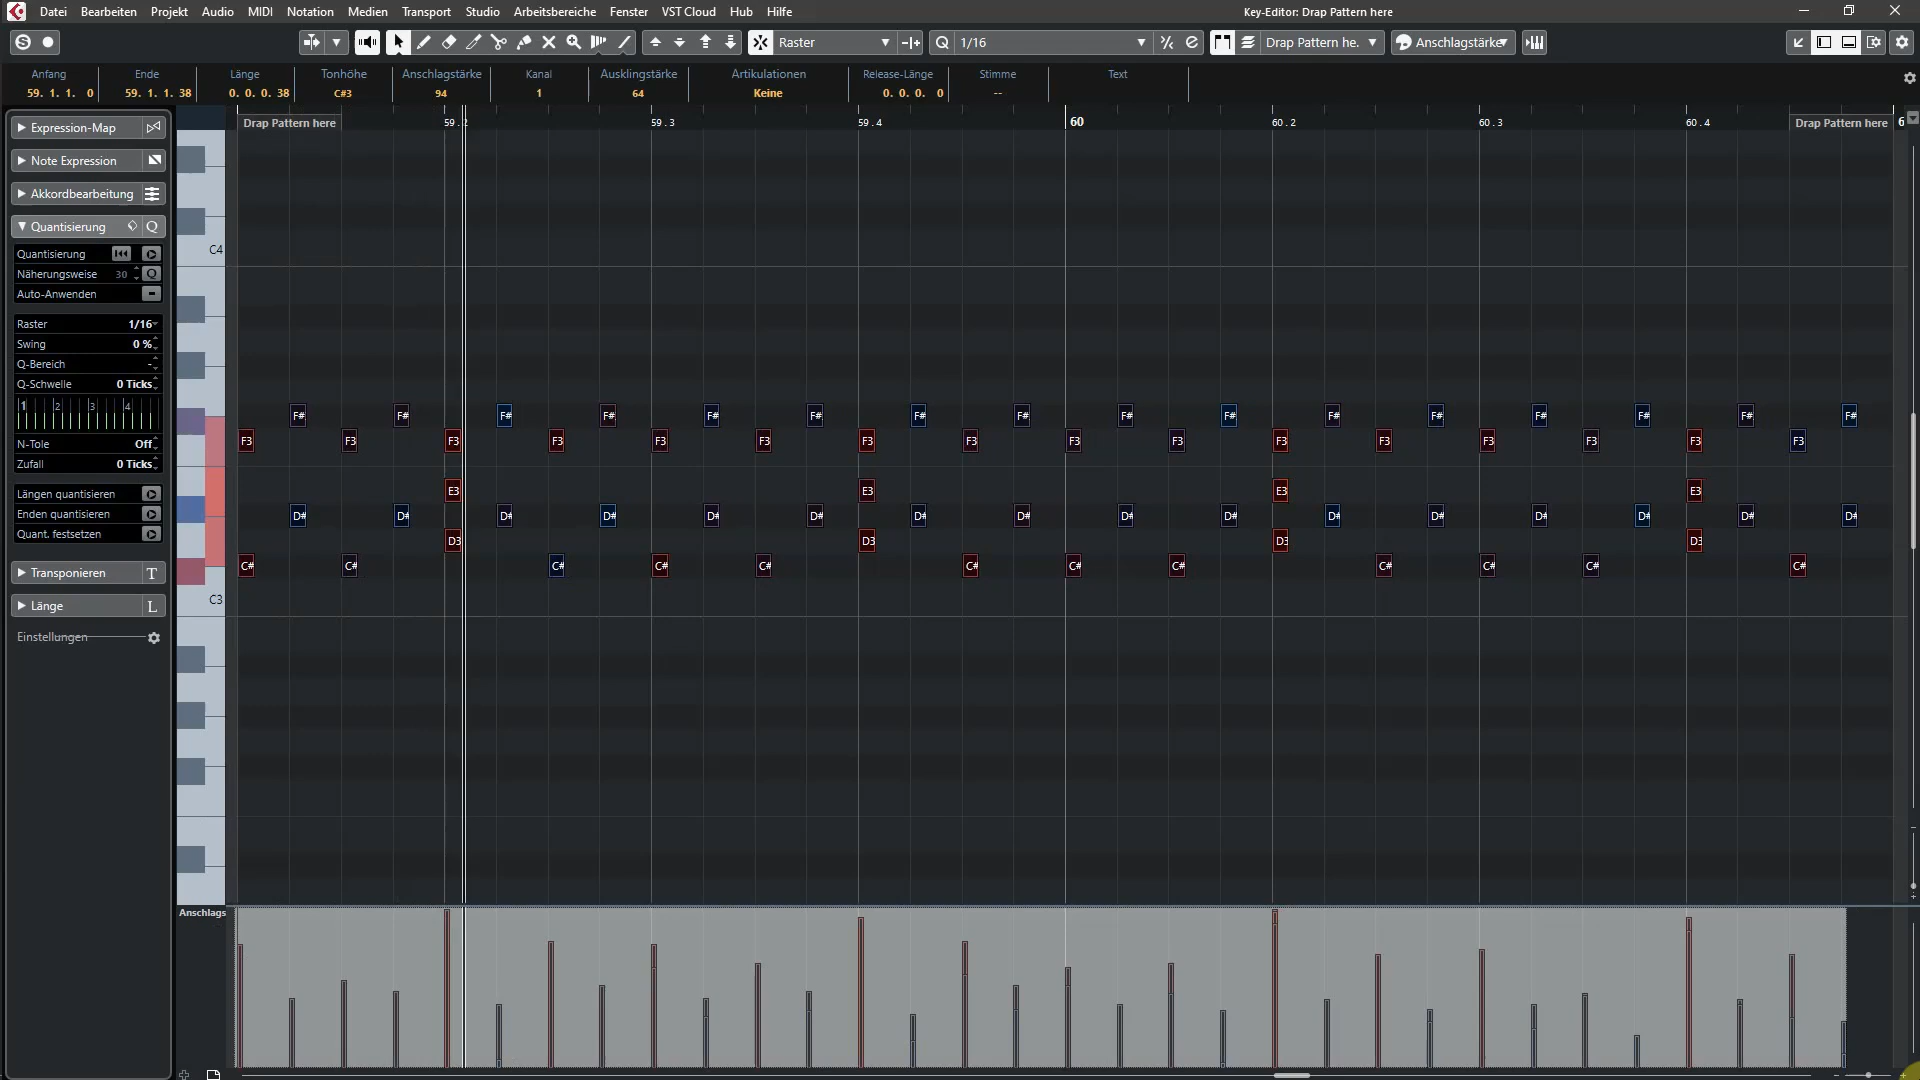 Datei Bearbeiten Projekt Audio MIDI Notation Medien Transport Studio Arbeitsbereiche Fenster VST Cloud Hub Hilfe Key-Editor: Drap Pattern here
S Raster Q 1/16 Drap Pattern he. Anschlagstärke
Anfang Ende Länge Tonhöhe Anschlagstärke Kanal Ausklingstärke Artikulationen Release-Länge Stimme Text
59. 1. 1. 0 59. 1. 1. 38 0. 0. 0. 38 C#3 94 1 64 Keine 0. 0. 0. 0 --
Drap Pattern here 59.2 59.3 59.4 60 60.2 60.3 60.4 Drap Pattern here 6
Expression-Map
Note Expression
Akkordbearbeitung
Quantisierung Q
Quantisierung
Näherungsweise 30 Q
Auto-Anwenden
Raster 1/16
Swing 0 %
Q-Bereich -
Q-Schwelle 0 Ticks
1 2 3 4
N-Tole Off
Zufall 0 Ticks
Längen quantisieren
Enden quantisieren
Quant. festsetzen
Transponieren T
Länge L
Einstellungen
C4
F# F# F# F# F# F# F# F# F# F# F# F# F# F# F# F#
F3 F3 F3 F3 F3 F3 F3 F3 F3 F3 F3 F3 F3 F3 F3 F3
E3 E3 E3 E3
D# D# D# D# D# D# D# D# D# D# D# D# D# D# D# D#
D3 D3 D3 D3
C# C# C# C# C# C# C# C# C# C# C# C#
C3
Anschlags